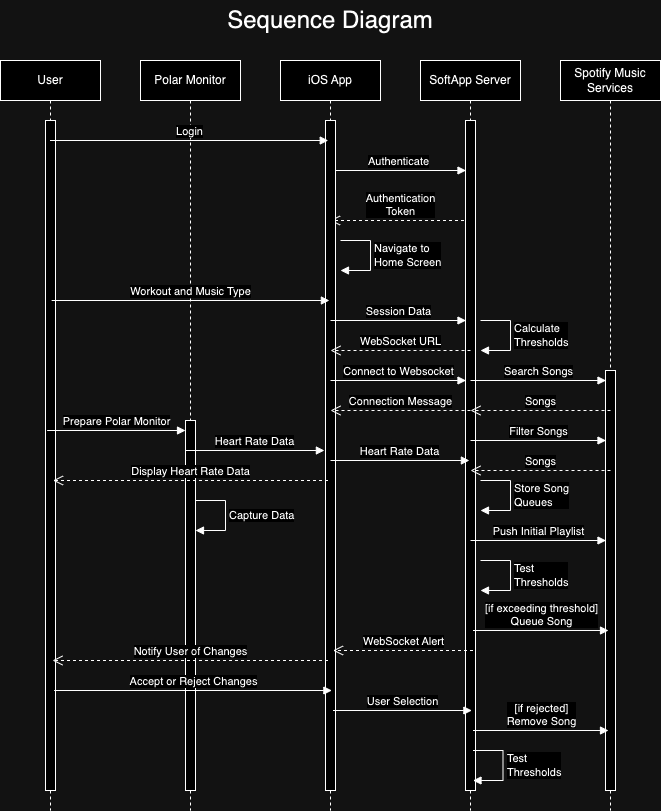 Sequence Diagram
User
Polar Monitor
iOS App
SoftApp Server
Spotify Music
Services
Login
Authenticate
Authentication
Token
Navigate to
Home Screen
Workout and Music Type
Session Data
Calculate
Thresholds
WebSocket URL
Connect to Websocket
Search Songs
Connection Message
Songs
Prepare Polar Monitor
Filter Songs
Heart Rate Data
Heart Rate Data
Songs
Display Heart Rate Data
Store Song
Queues
Capture Data
Push Initial Playlist
Test
Thresholds
[if exceeding threshold]
Queue Song
WebSocket Alert
Notify User of Changes
Accept or Reject Changes
User Selection
[if rejected]
Remove Song
Test
Thresholds